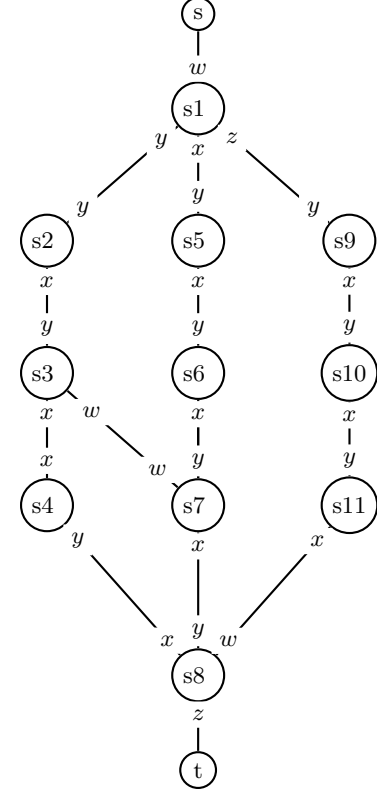 s
w
s1
y x z
y y y
s2 s5 s9
x x x
y y y
s3 s6 s10
x w x x
x w y y
s4 s7 s11
y x x
x y w
s8
z
t